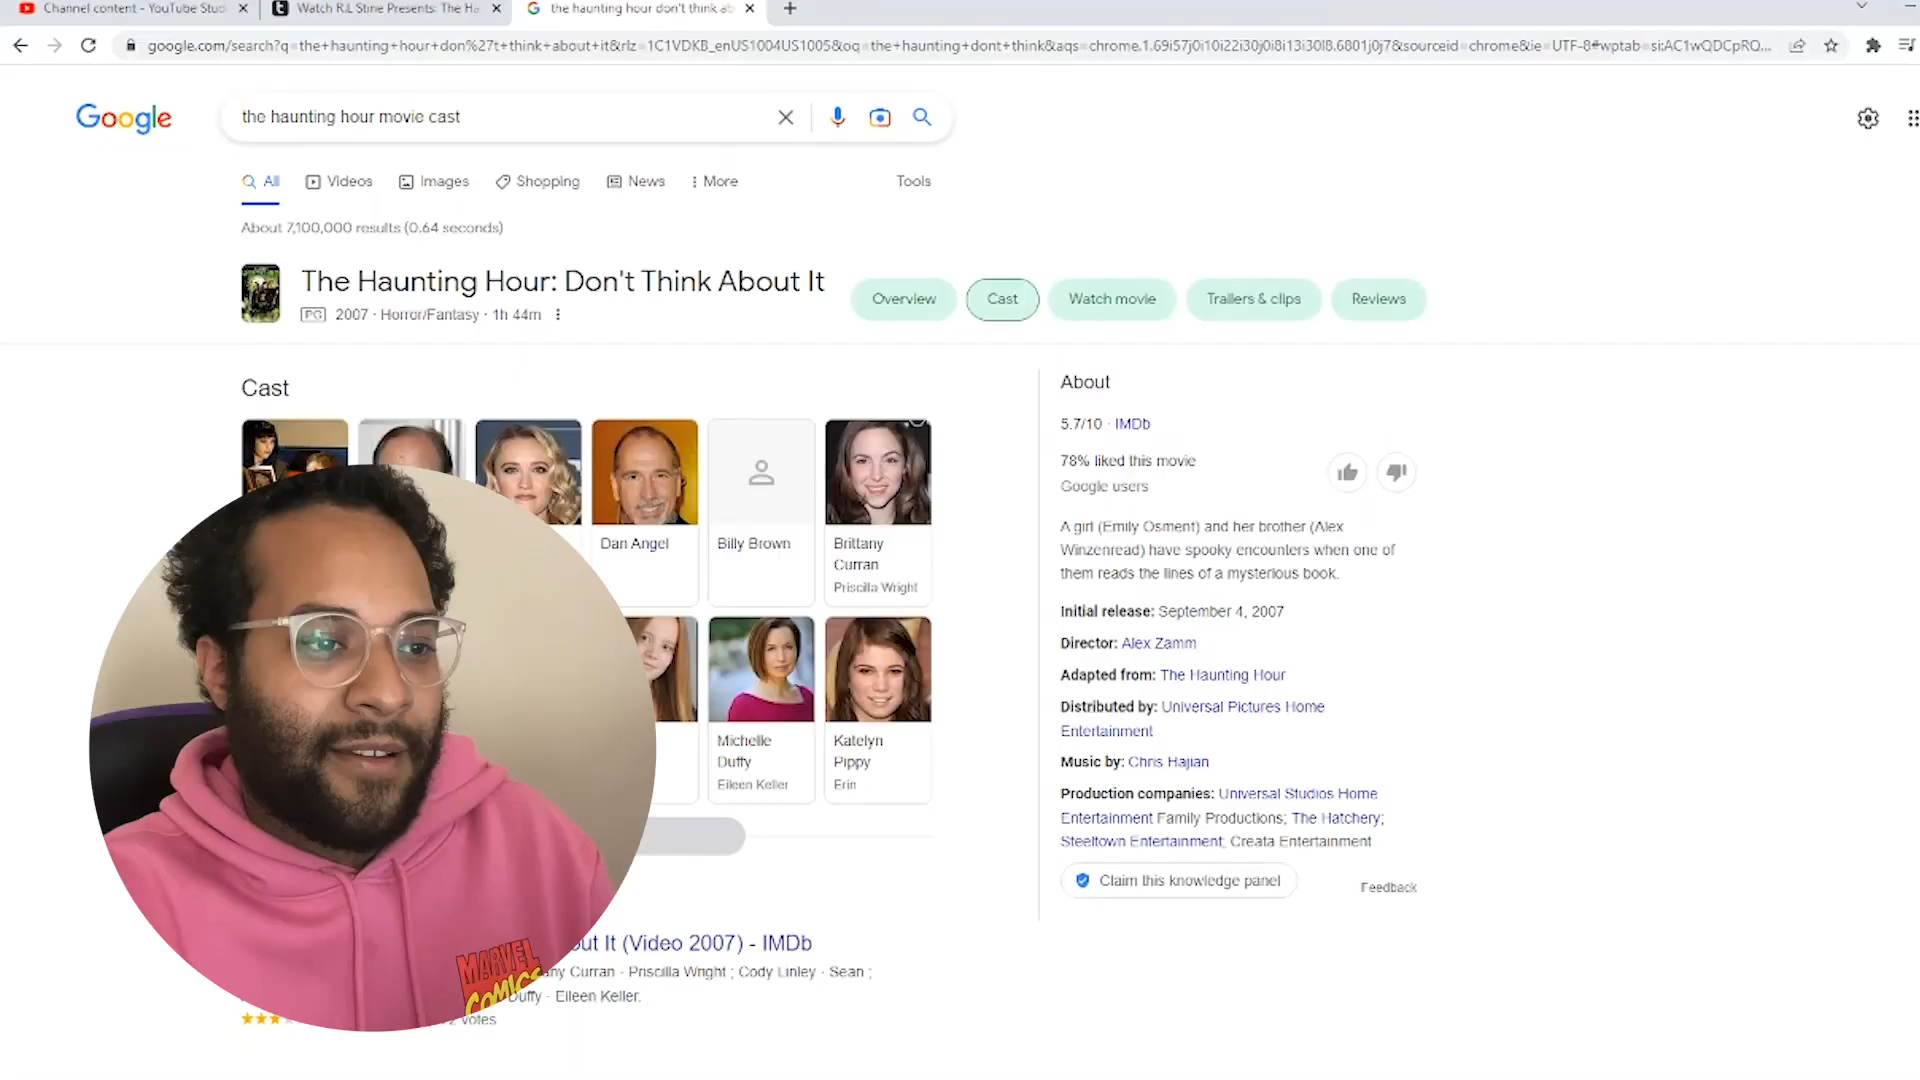 Channel content - YouTube Stud
Watch R.L Stine Presents: The Ha
the haunting hour don't think ab
google.com/search?q=the+haunting+hour+don%27t+think+about+it&rlz=1C1VDKB_enUS1004US1005&oq=the+haunting+dont+think&aqs=chrome.1.69i57j0i10i22i30j0i8i13i30l8.6801j0j7&sourceid=chrome&ie=UTF-8#wptab=si:AC1wQDCpRQ...
Google
the haunting hour movie cast
All
Videos
Images
Shopping
News
More
Tools
About 7,100,000 results (0.64 seconds)
The Haunting Hour: Don't Think About It
PG 2007 · Horror/Fantasy · 1h 44m
Overview
Cast
Watch movie
Trailers & clips
Reviews
Cast
Dan Angel
Billy Brown
Brittany
Curran
Priscilla Wright
Michelle
Duffy
Eileen Keller
Katelyn
Pippy
Erin
About
5.7/10 · IMDb
78% liked this movie
Google users
A girl (Emily Osment) and her brother (Alex
Winzenread) have spooky encounters when one of
them reads the lines of a mysterious book.
Initial release: September 4, 2007
Director: Alex Zamm
Adapted from: The Haunting Hour
Distributed by: Universal Pictures Home
Entertainment
Music by: Chris Hajian
Production companies: Universal Studios Home
Entertainment Family Productions; The Hatchery;
Steeltown Entertainment; Creata Entertainment
Claim this knowledge panel
Feedback
out It (Video 2007) - IMDb
any Curran · Priscilla Wright ; Cody Linley · Sean ;
Duffy · Eileen Keller.
votes
MARVEL
COMICS